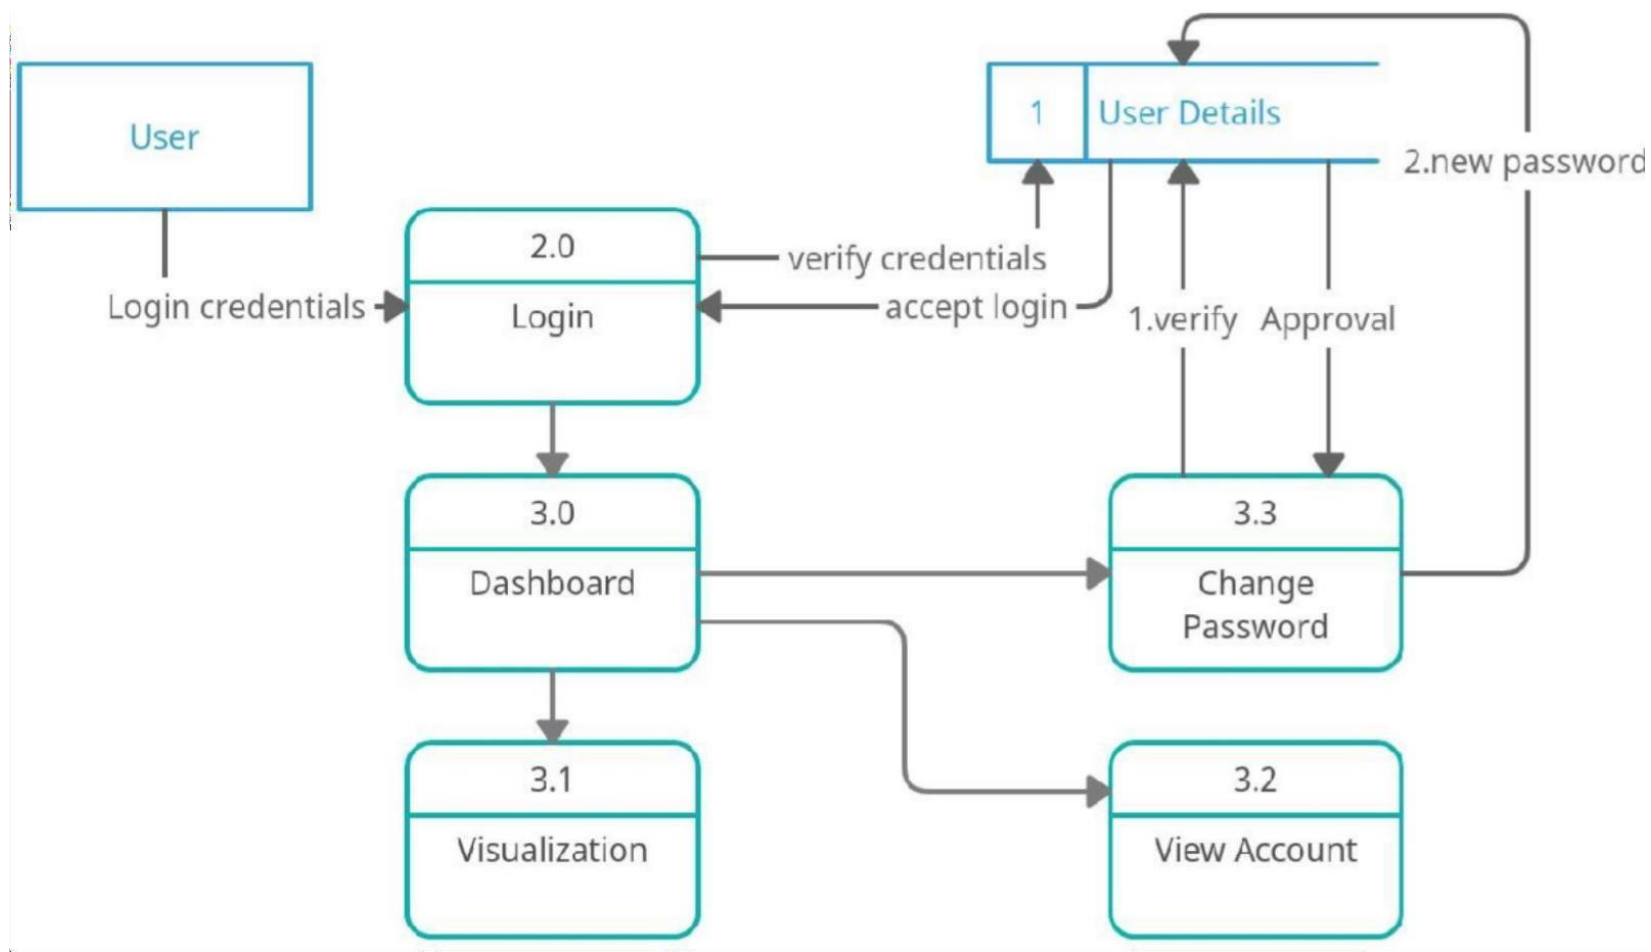 User
1
User Details
2.new password
2.0
Login
verify credentials
accept login
Login credentials
1.verify
Approval
3.0
Dashboard
3.3
Change
Password
3.1
Visualization
3.2
View Account